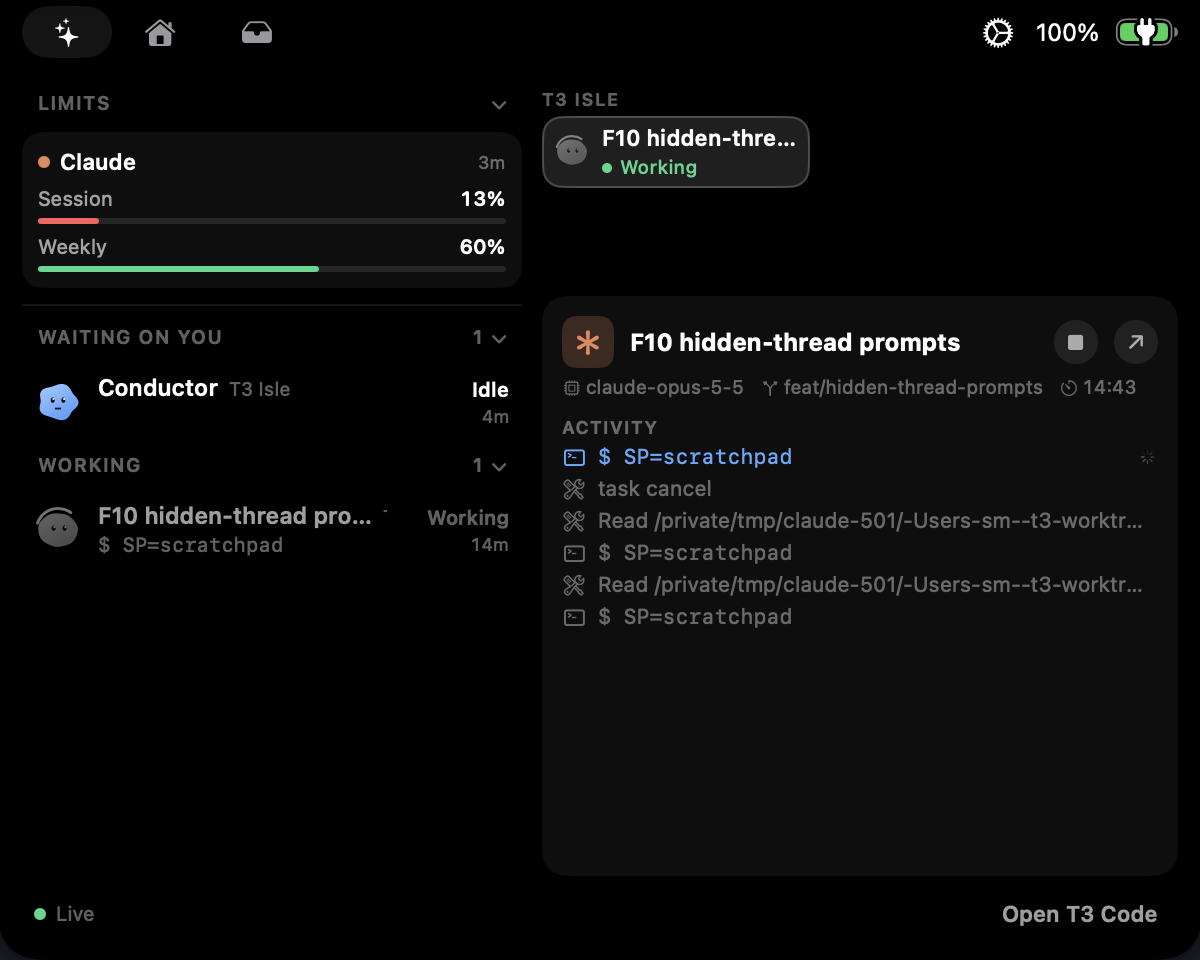 100%
LIMITS
Claude 3m
Session 13%
Weekly 60%
WAITING ON YOU 1
Conductor T3 Isle Idle
4m
WORKING 1
F10 hidden-thread pro... Working
$ SP=scratchpad 14m
T3 ISLE
F10 hidden-thre...
Working
F10 hidden-thread prompts
claude-opus-5-5 feat/hidden-thread-prompts 14:43
ACTIVITY
$ SP=scratchpad
task cancel
Read /private/tmp/claude-501/-Users-sm--t3-worktr...
$ SP=scratchpad
Read /private/tmp/claude-501/-Users-sm--t3-worktr...
$ SP=scratchpad
Live
Open T3 Code